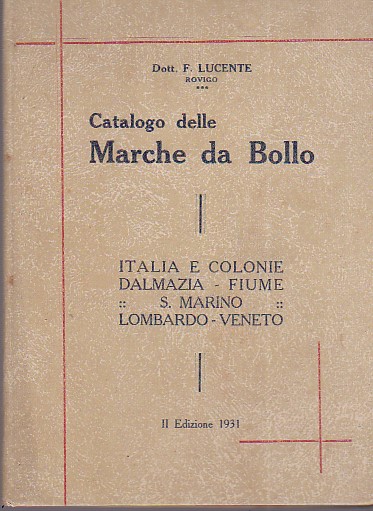 Dott. F. LUCENTE
ROVIGO
***
Catalogo delle
Marche da Bollo
ITALIA E COLONIE
DALMAZIA - FIUME
:: S. MARINO ::
LOMBARDO - VENETO
II Edizione 1931